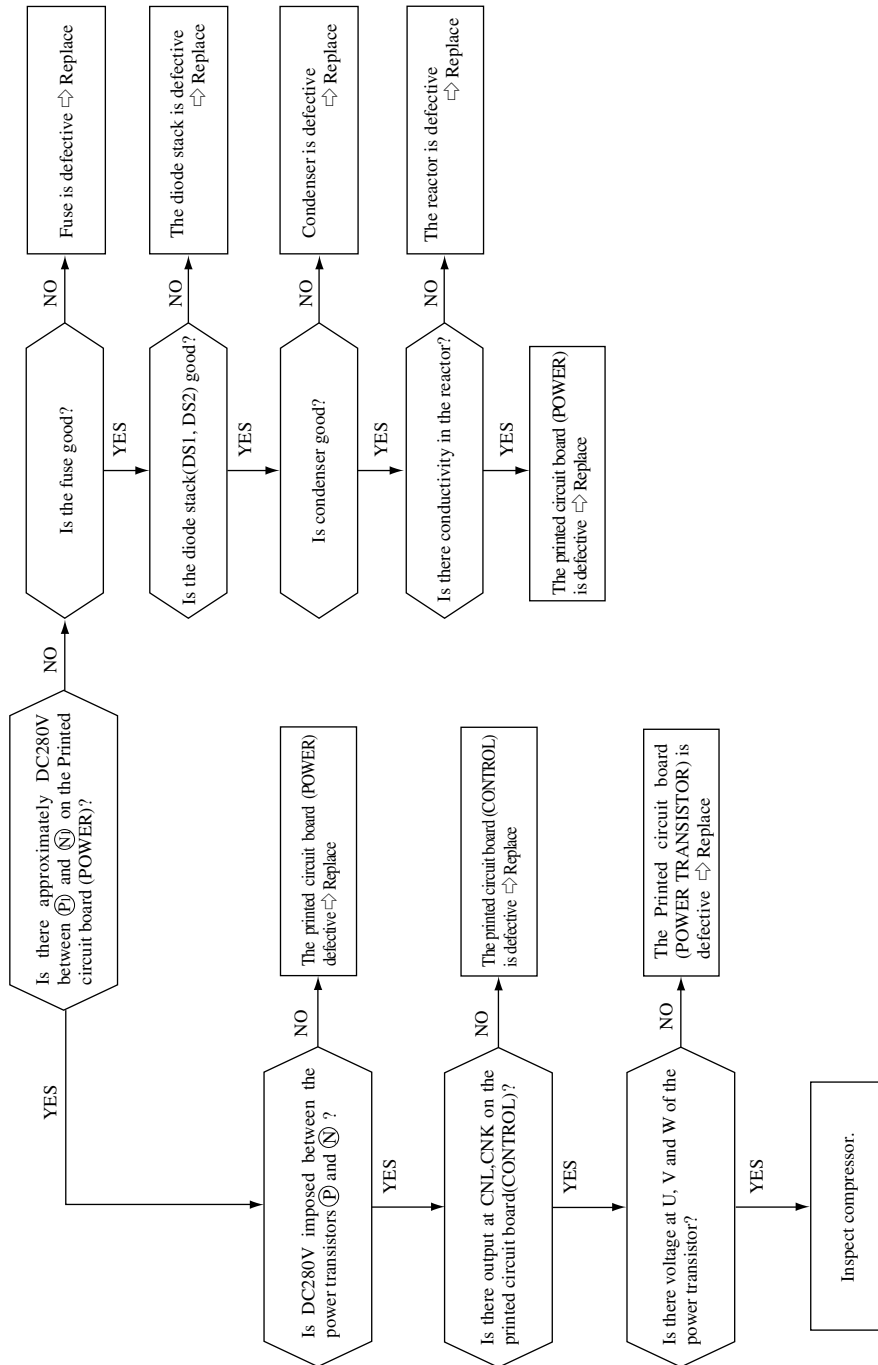 Is there approximately DC280V
between Ⓟ and Ⓝ on the Printed
circuit board (POWER)?
NO
YES
Is the fuse good?
NO
Fuse is defective ⇨ Replace
YES
Is the diode stack(DS1, DS2) good?
NO
The diode stack is defective
⇨ Replace
YES
Is condenser good?
NO
Condenser is defective
⇨ Replace
YES
Is there conductivity in the reactor?
NO
The reactor is defective
⇨ Replace
YES
The printed circuit board (POWER)
is defective ⇨ Replace
Is DC280V imposed between the
power transistors Ⓟ and Ⓝ ?
NO
The printed circuit board (POWER)
defective⇨ Replace
YES
Is there output at CNL,CNK on the
printed circuit board(CONTROL)?
NO
The printed circuit board (CONTROL)
is defective ⇨ Replace
YES
Is there voltage at U, V and W of the
power transistor?
NO
The Printed circuit board
(POWER TRANSISTOR) is
defective ⇨ Replace
YES
Inspect compressor.